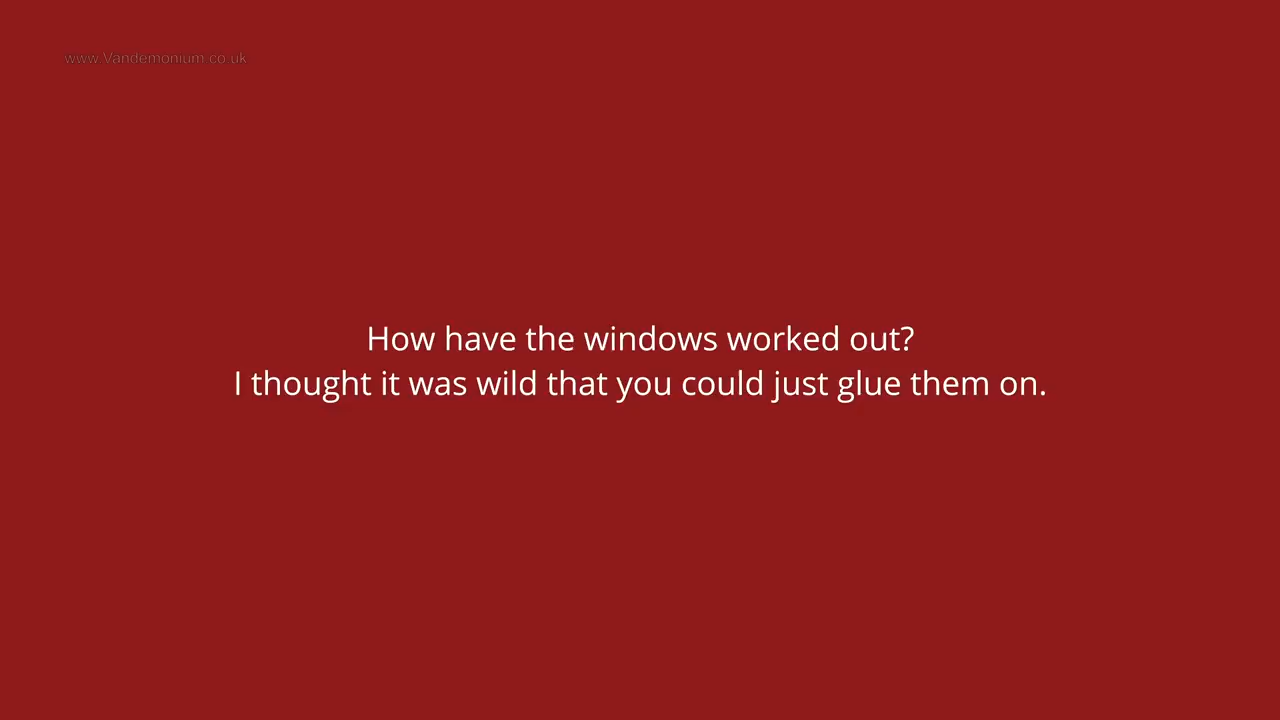 www.Vandemonium.co.uk
How have the windows worked out?
I thought it was wild that you could just glue them on.